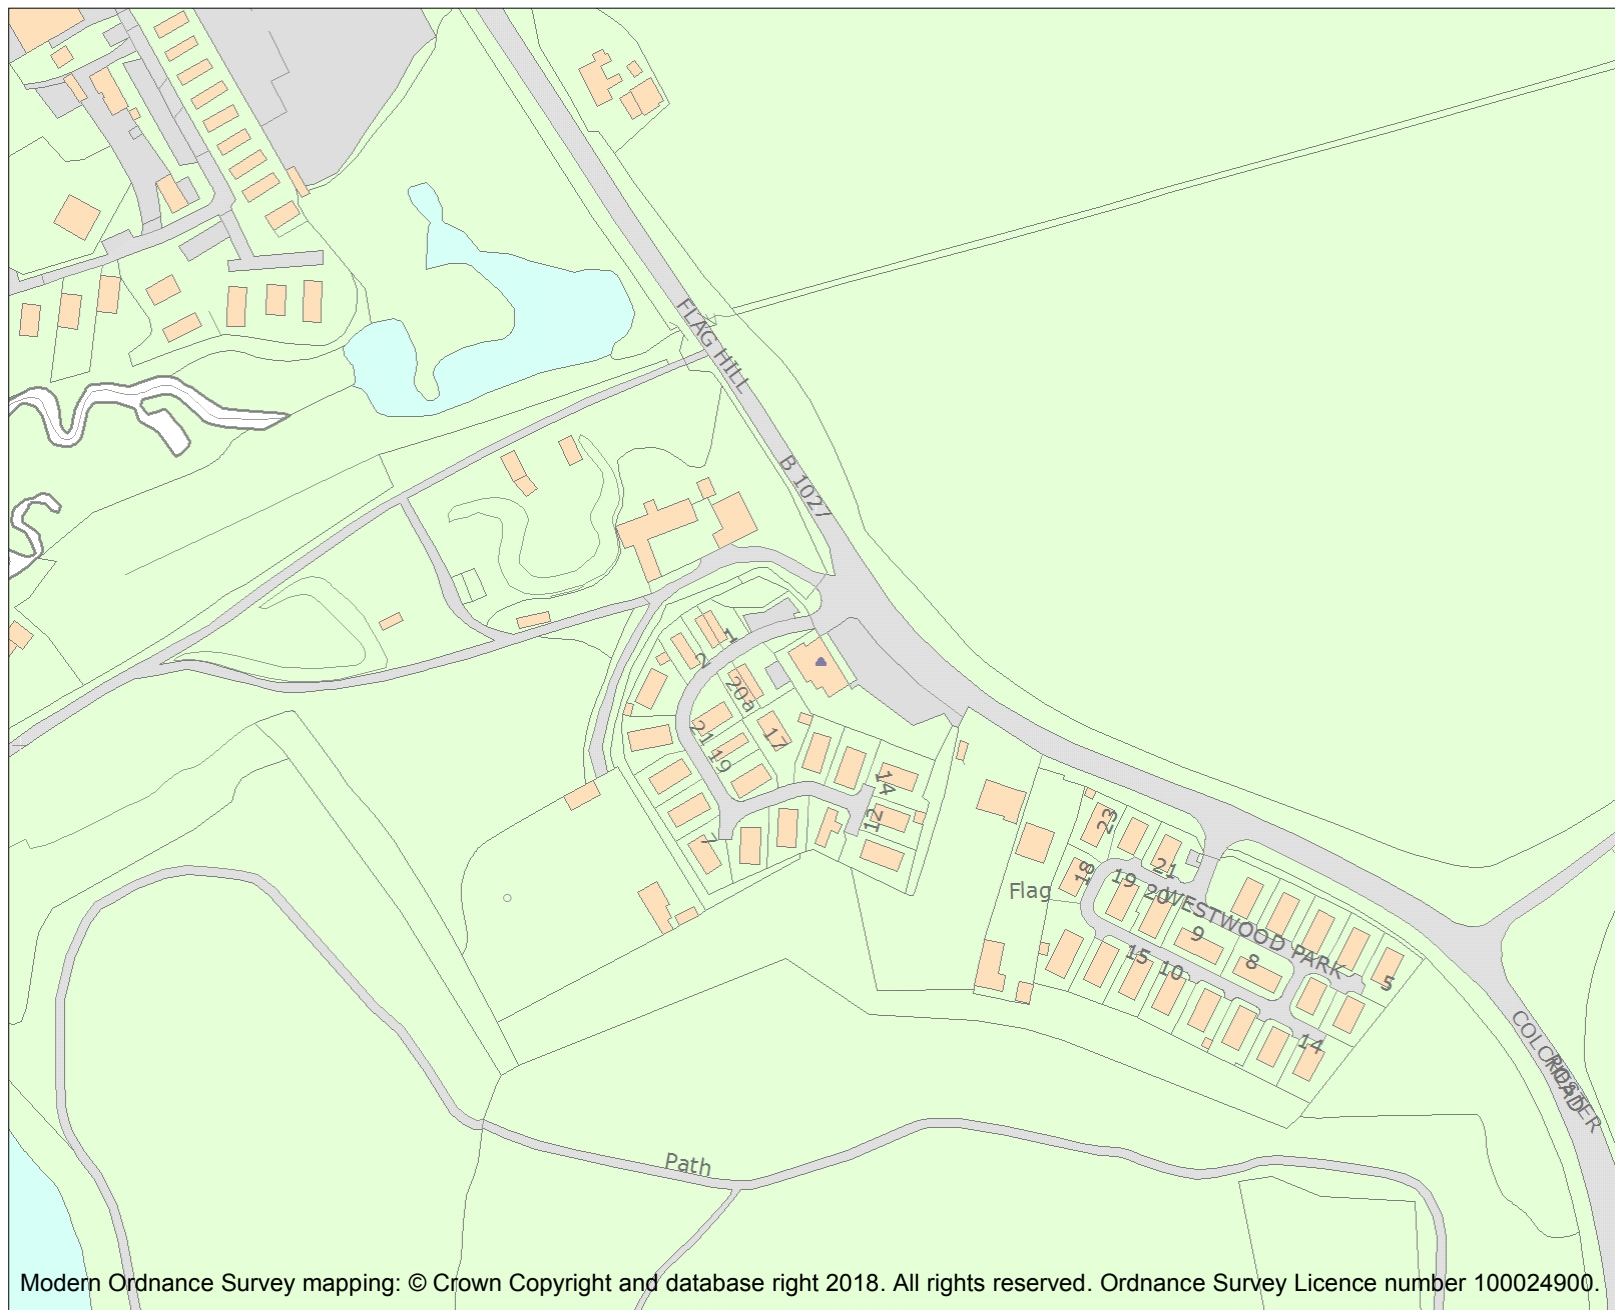 FLAG HILL
B 1027
1
2
20a
21
19
17
14
12
7
23
18
21
19
20
Flag
WESTWOOD PARK
9
8
15
10
5
14
COLCHESTER
ROAD
Path
Modern Ordnance Survey mapping: © Crown Copyright and database right 2018. All rights reserved. Ordnance Survey Licence number 100024900.